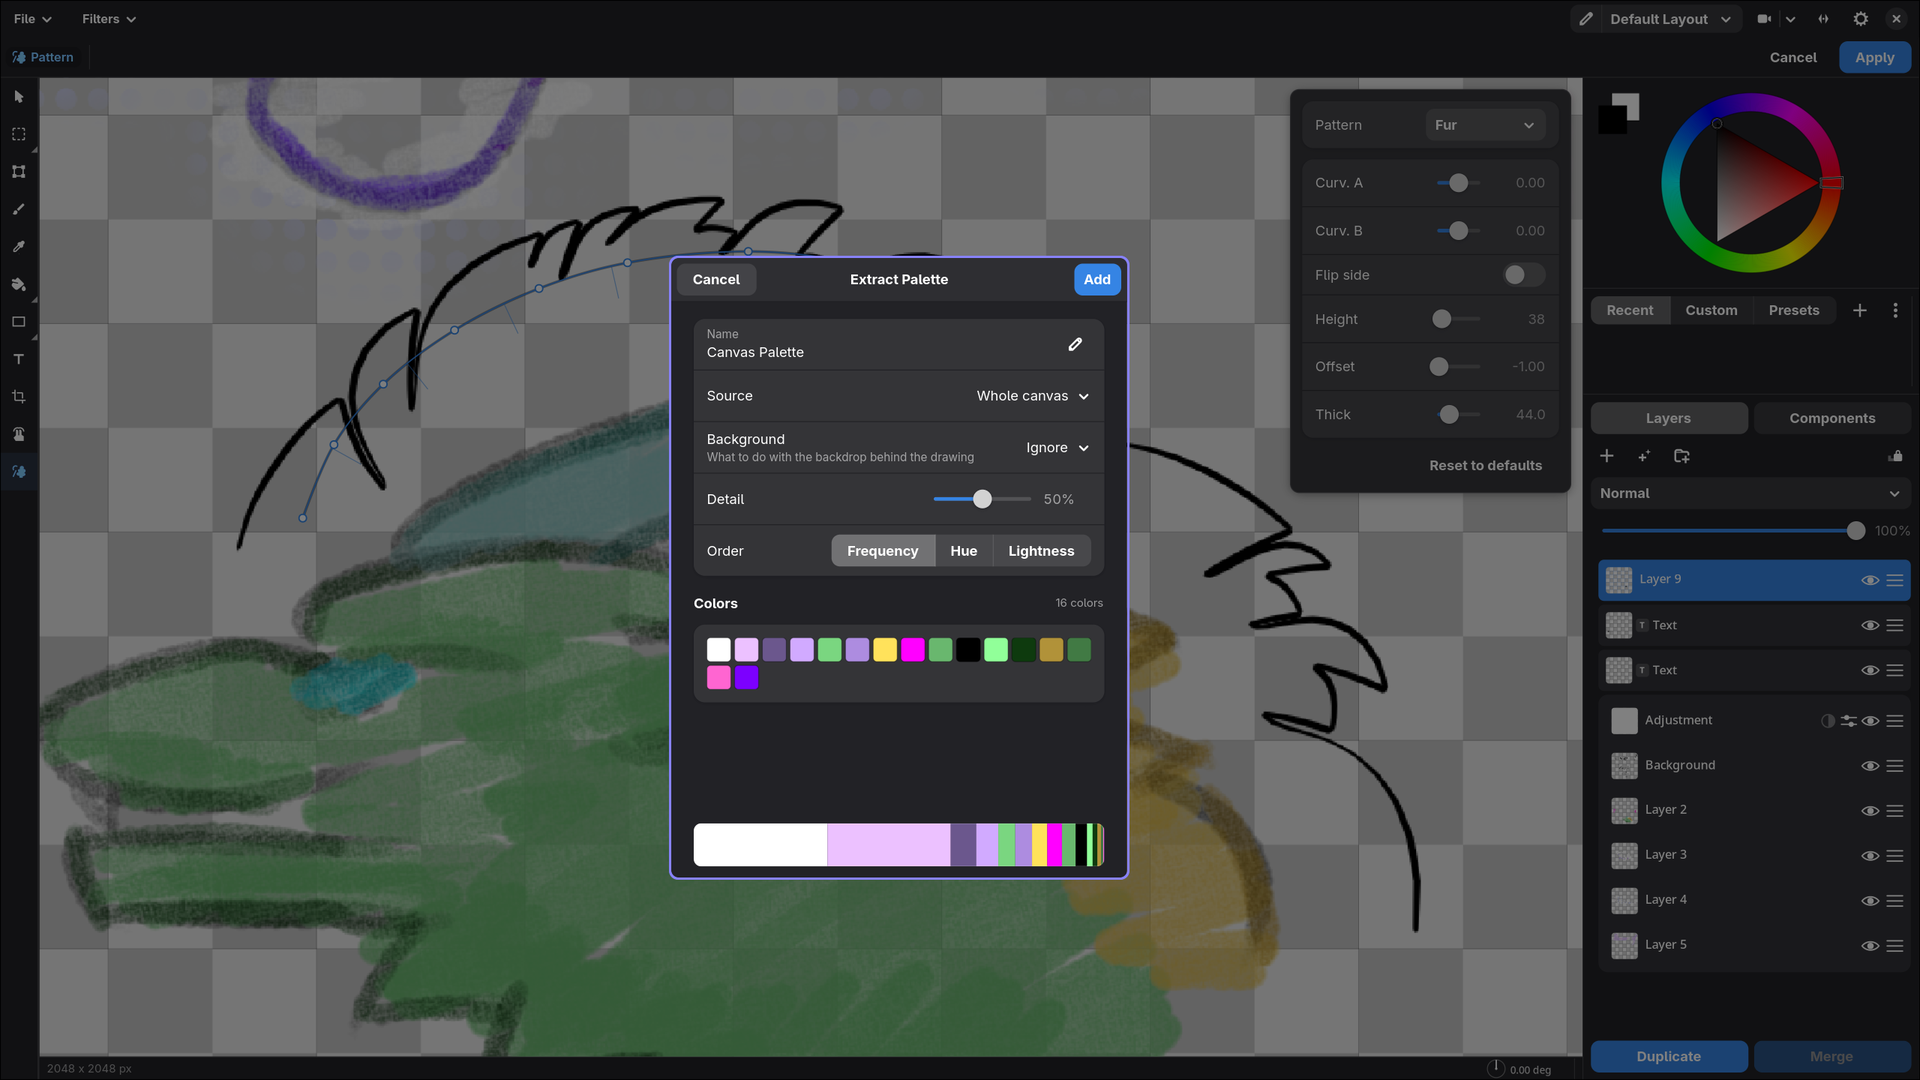 File
Filters
Default Layout
Pattern
Cancel
Apply
Pattern
Fur
Curv. A
0.00
Curv. B
0.00
Flip side
Height
38
Offset
-1.00
Thick
44.0
Reset to defaults
Cancel
Extract Palette
Add
Name
Canvas Palette
Source
Whole canvas
Background
What to do with the backdrop behind the drawing
Ignore
Detail
50%
Order
Frequency
Hue
Lightness
Colors
16 colors
Recent
Custom
Presets
Layers
Components
Normal
100%
Layer 9
T Text
T Text
Adjustment
Background
Layer 2
Layer 3
Layer 4
Layer 5
Duplicate
Merge
2048 x 2048 px
0.00 deg